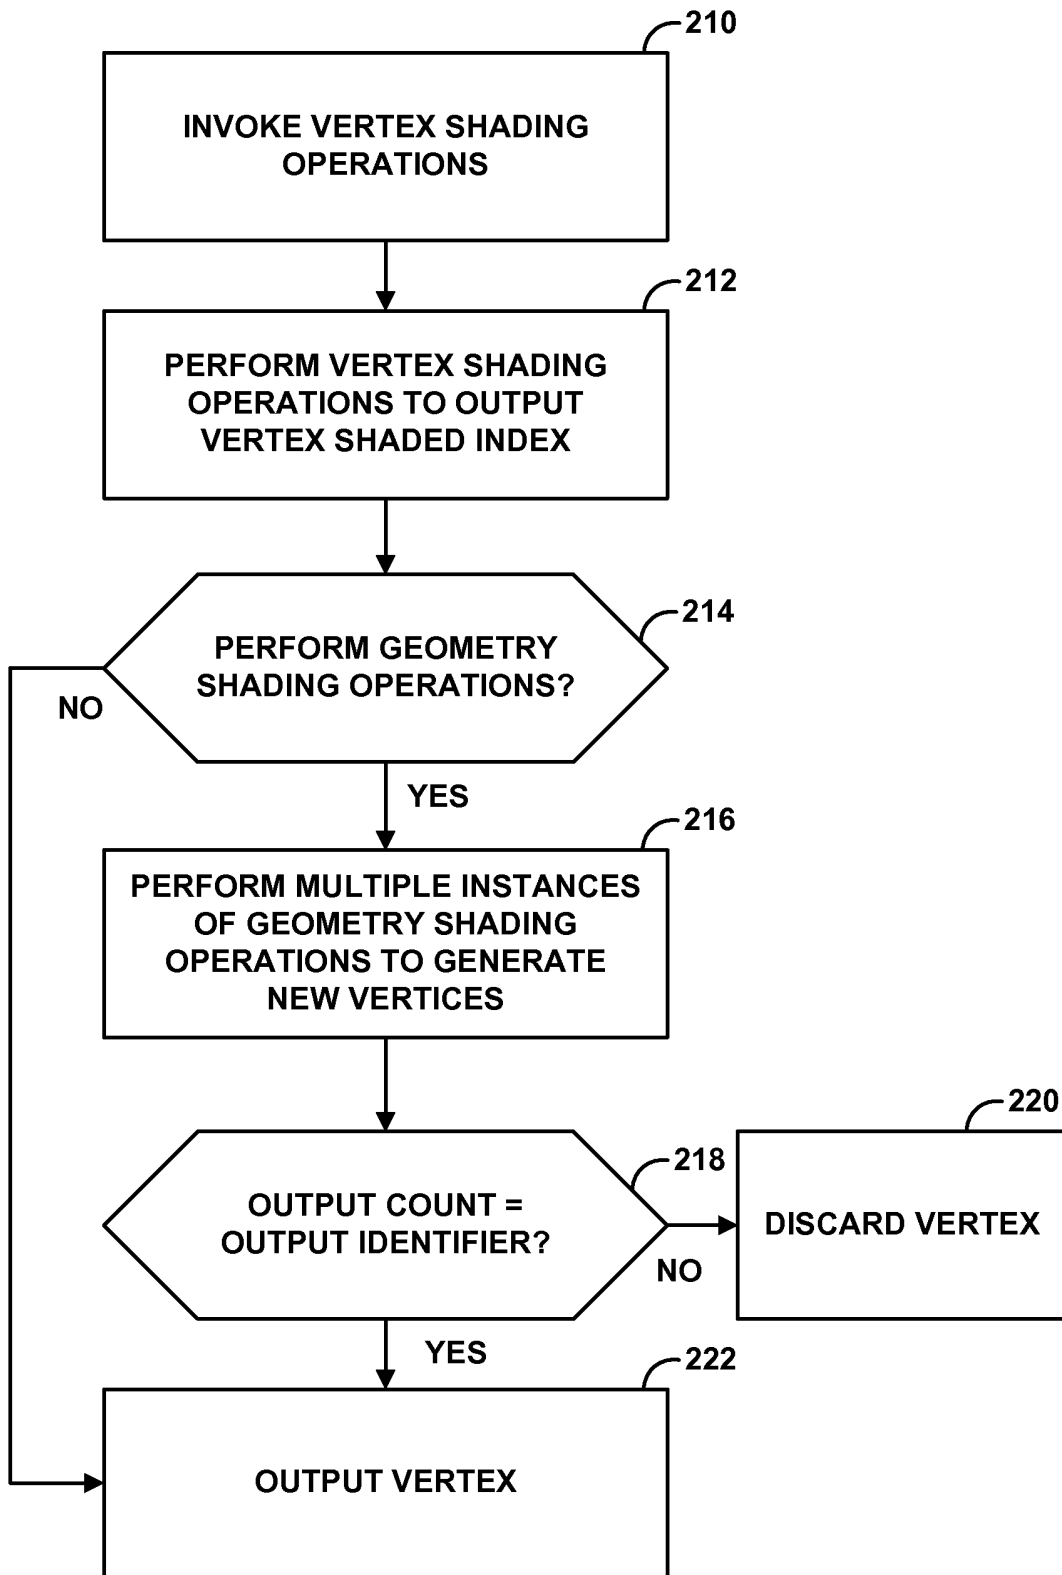 210
INVOKE VERTEX SHADING
OPERATIONS
212
PERFORM VERTEX SHADING
OPERATIONS TO OUTPUT
VERTEX SHADED INDEX
214
PERFORM GEOMETRY
SHADING OPERATIONS?
NO
YES
216
PERFORM MULTIPLE INSTANCES
OF GEOMETRY SHADING
OPERATIONS TO GENERATE
NEW VERTICES
218
OUTPUT COUNT =
OUTPUT IDENTIFIER?
NO
220
DISCARD VERTEX
YES
222
OUTPUT VERTEX